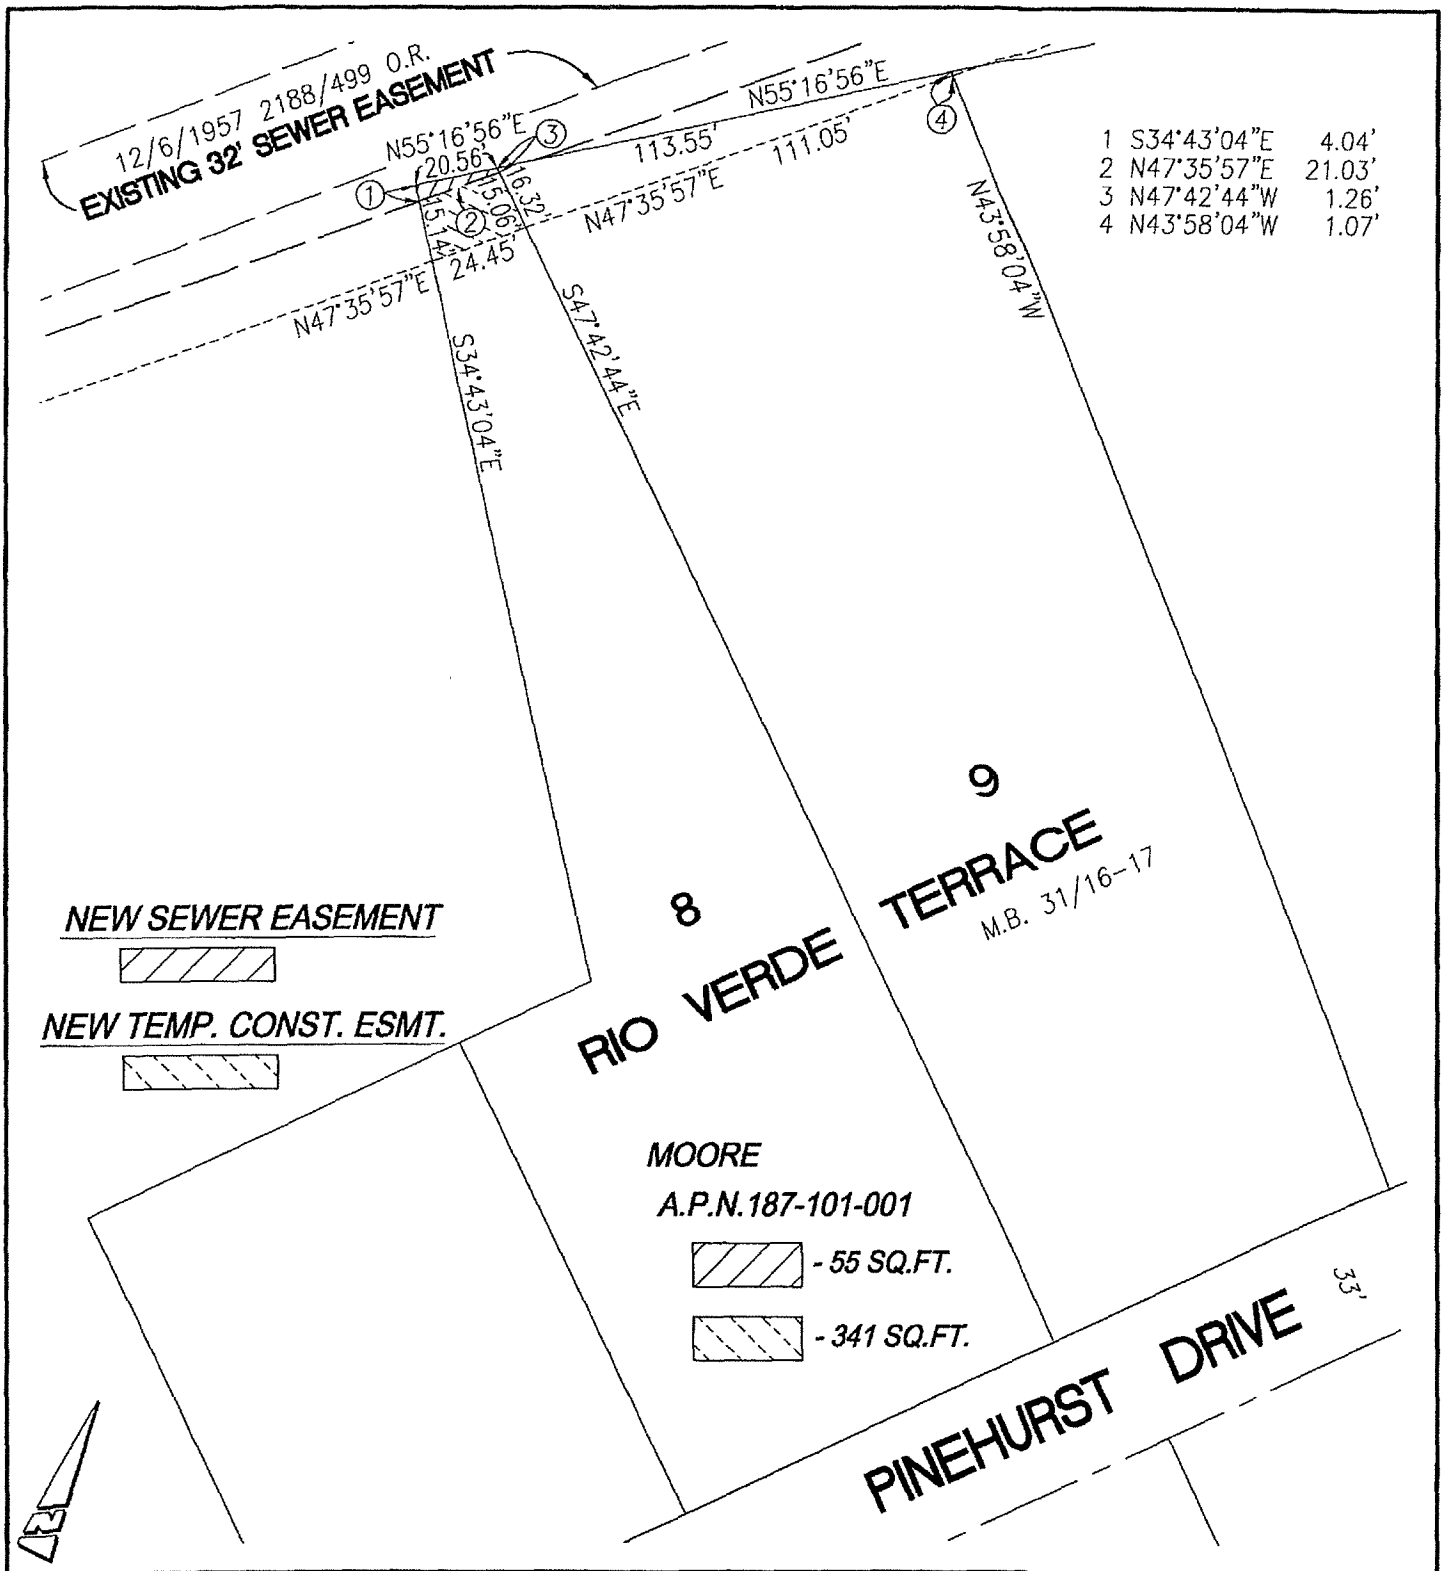 12/6/1957 2188/499 O.R.
EXISTING 32' SEWER EASEMENT
N55°16'56"E
20.56'
3
N55°16'56"E
113.55'
111.05'
4
1 S34°43'04"E 4.04'
2 N47°35'57"E 21.03'
3 N47°42'44"W 1.26'
4 N43°58'04"W 1.07'
1
15.14'
2
15.06'
16.32'
N47°35'57"E
24.45'
N47°35'57"E
S34°43'04"E
S47°42'44"E
N43°58'04"W
9
8
RIO VERDE TERRACE
M.B. 31/16-17
NEW SEWER EASEMENT
NEW TEMP. CONST. ESMT.
MOORE
A.P.N.187-101-001
- 55 SQ.FT.
- 341 SQ.FT.
PINEHURST DRIVE
33'
N